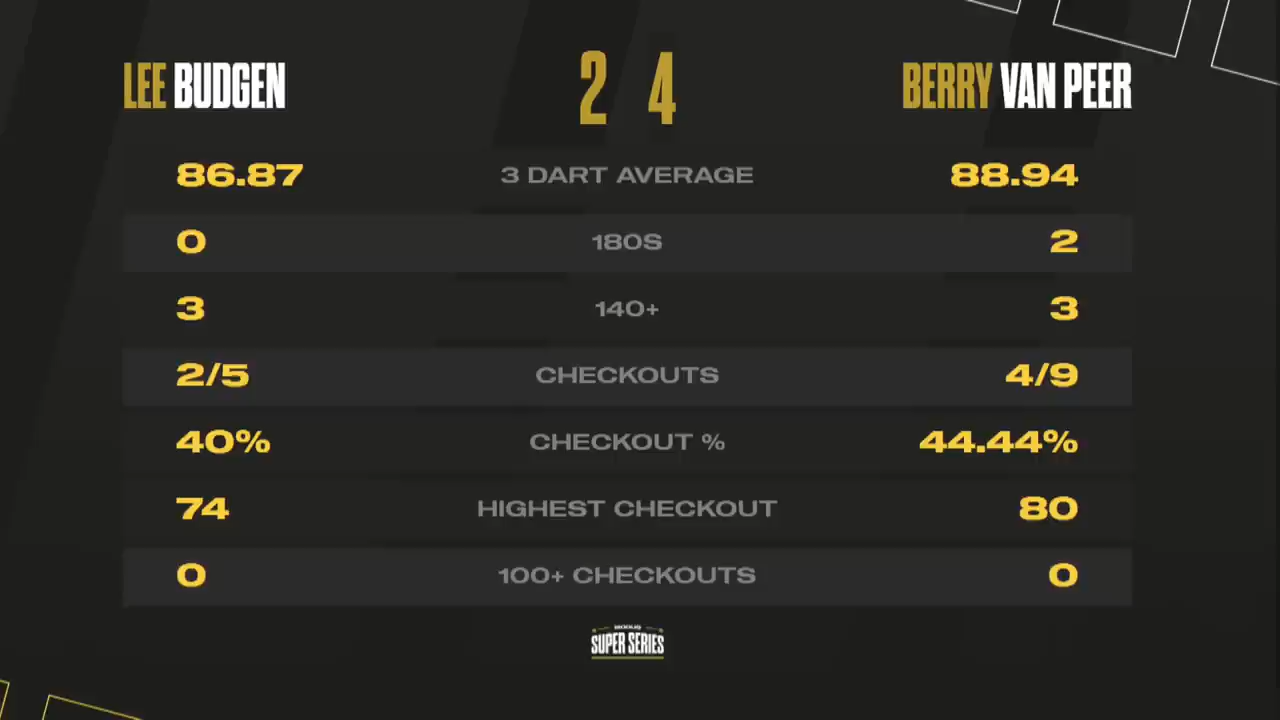 LEE BUDGEN 2 4 BERRY VAN PEER
86.87 3 DART AVERAGE 88.94
0 180S 2
3 140+ 3
2/5 CHECKOUTS 4/9
40% CHECKOUT % 44.44%
74 HIGHEST CHECKOUT 80
0 100+ CHECKOUTS 0
SUPER SERIES